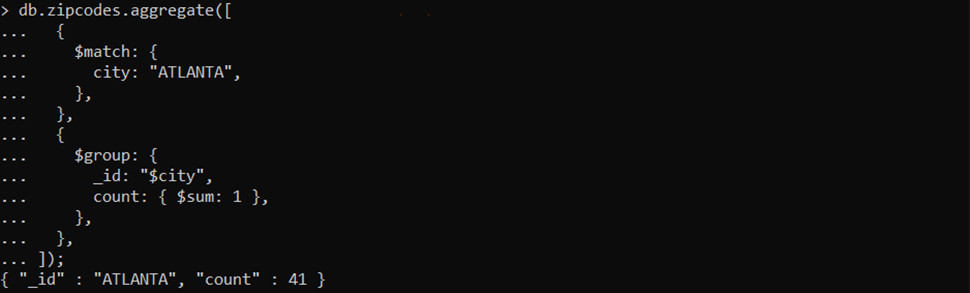 > db.zipcodes.aggregate([
...   {
...     $match: {
...       city: "ATLANTA",
...     },
...   },
...   {
...     $group: {
...       _id: "$city",
...       count: { $sum: 1 },
...     },
...   },
... ]);
{ "_id" : "ATLANTA", "count" : 41 }